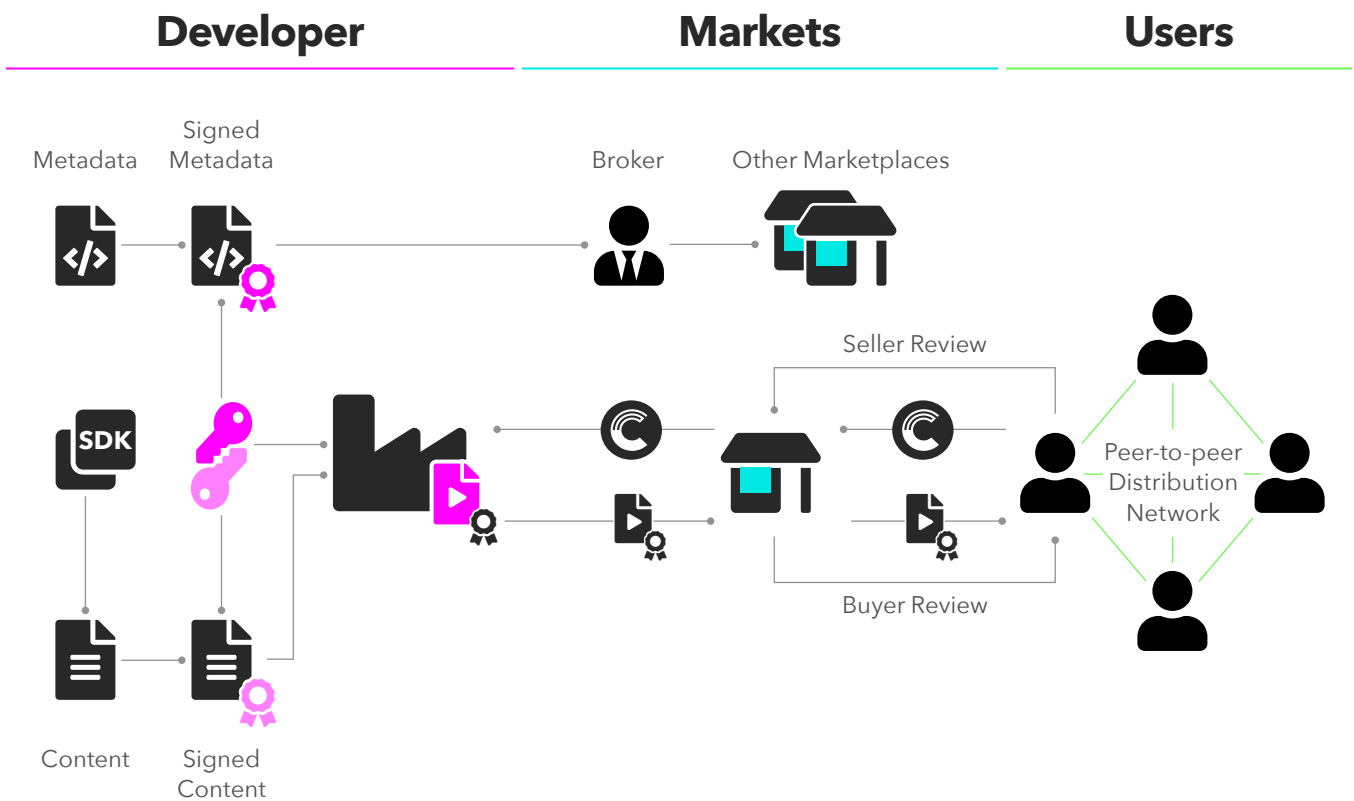 Developer
Markets
Users
Metadata
Signed
Metadata
Broker
Other Marketplaces
</>
</>
Seller Review
SDK
Peer-to-peer
Distribution
Network
Buyer Review
Content
Signed
Content